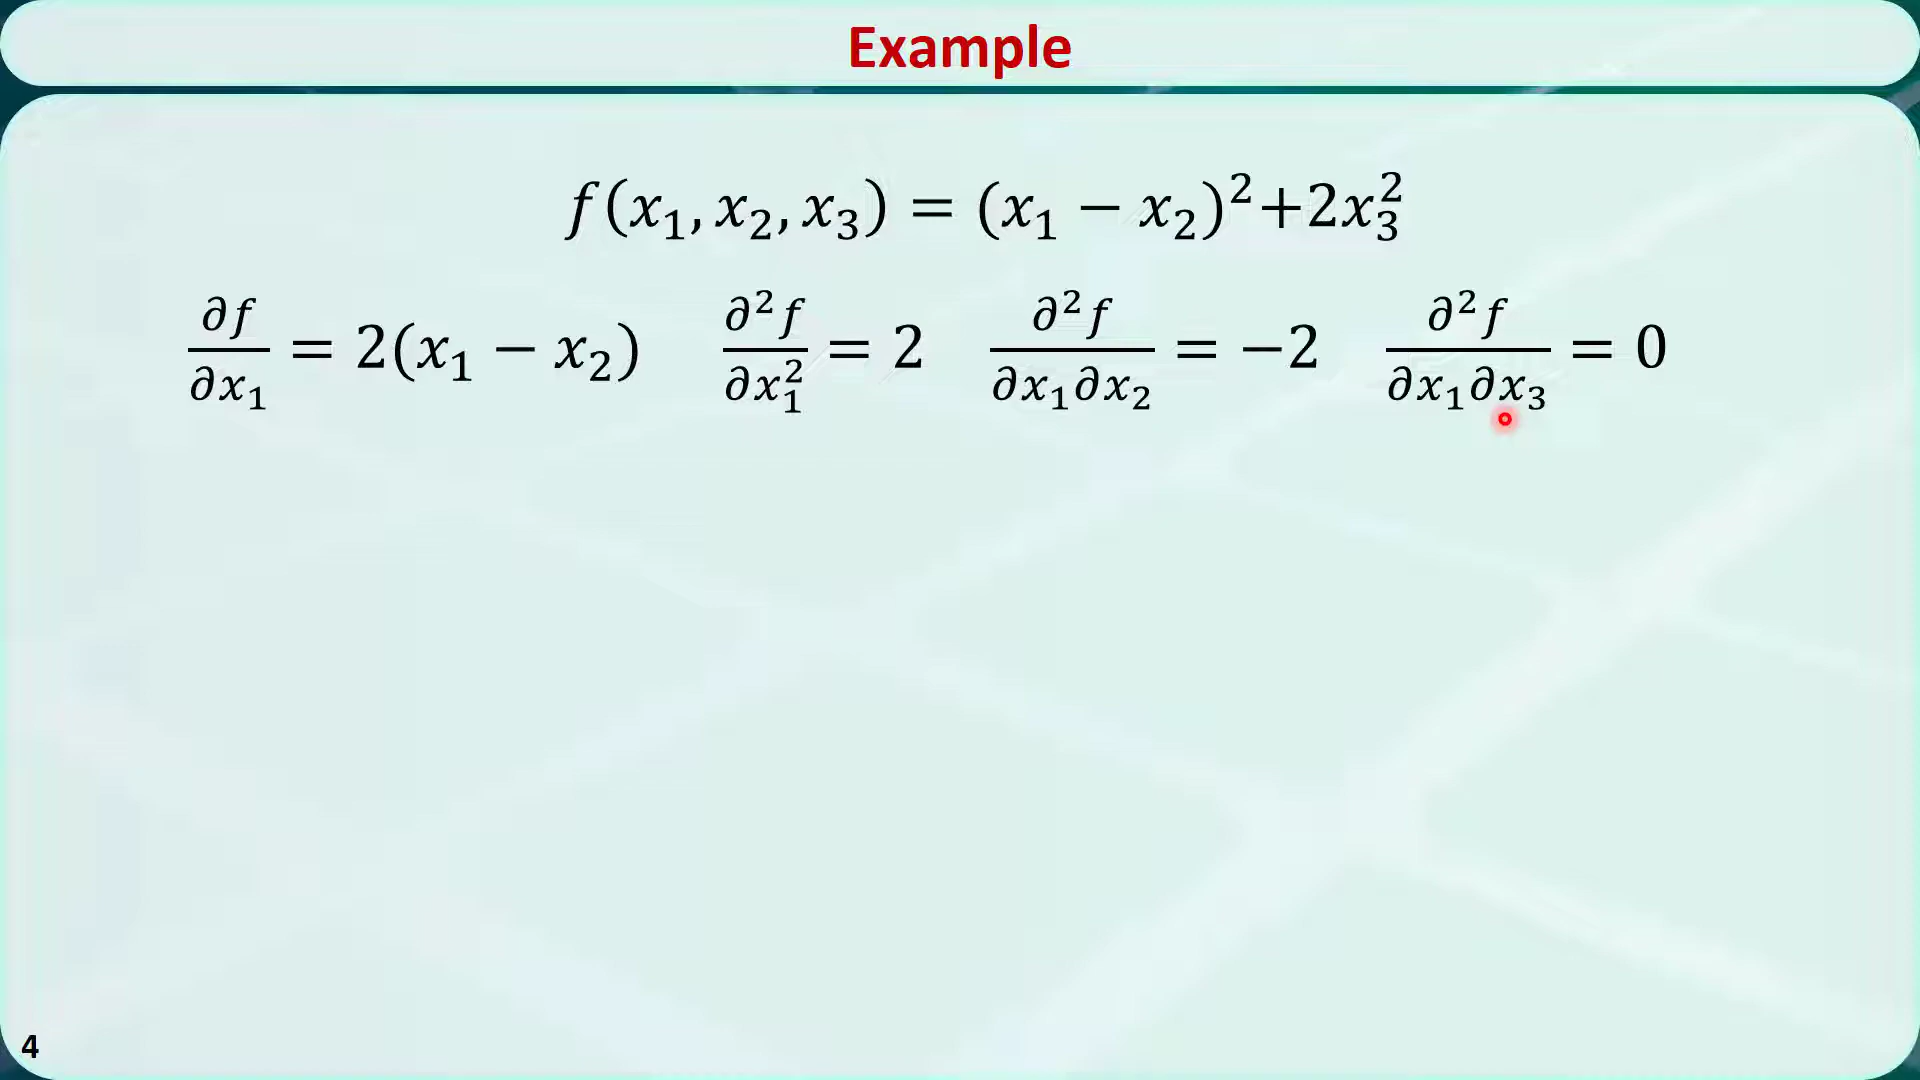 Example
f(x₁, x₂, x₃) = (x₁ − x₂)²+2x₃²
∂f/∂x₁ = 2(x₁ − x₂) ∂²f/∂x₁² = 2 ∂²f/∂x₁∂x₂ = −2 ∂²f/∂x₁∂x₃ = 0
4